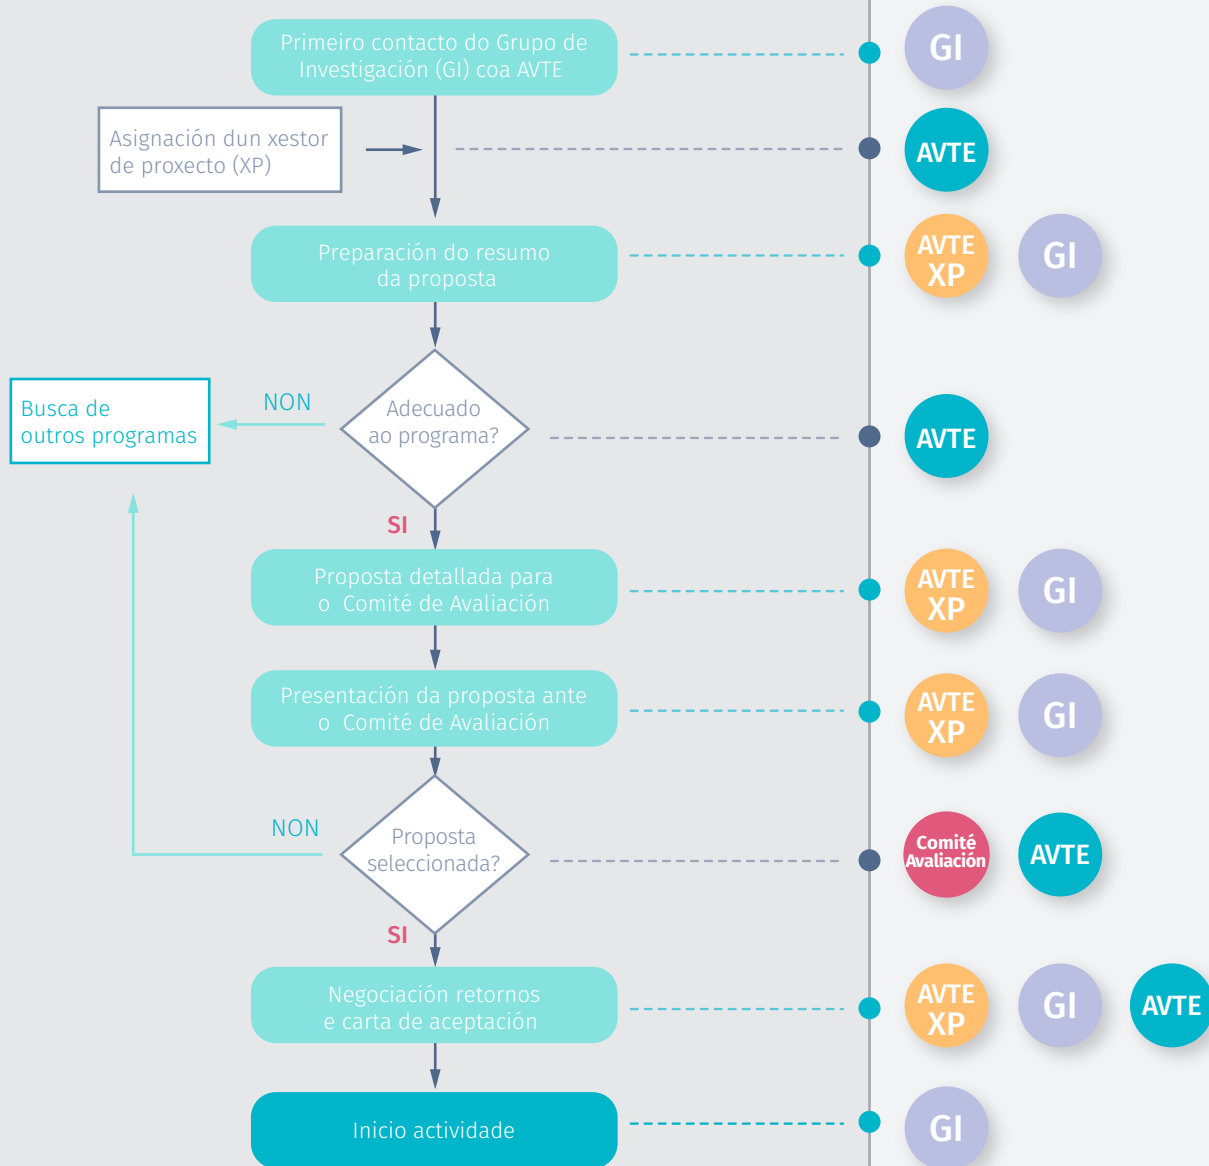 Primeiro contacto do Grupo de
Investigación (GI) coa AVTE
GI
Asignación dun xestor
de proxecto (XP)
AVTE
Preparación do resumo
da proposta
AVTE
XP
GI
Adecuado
ao programa?
NON
Busca de
outros programas
AVTE
SI
Proposta detallada para
o Comité de Avaliación
AVTE
XP
GI
Presentación da proposta ante
o Comité de Avaliación
AVTE
XP
GI
NON
Proposta
seleccionada?
Comité
Avaliación
AVTE
SI
Negociación retornos
e carta de aceptación
AVTE
XP
GI
AVTE
Inicio actividade
GI